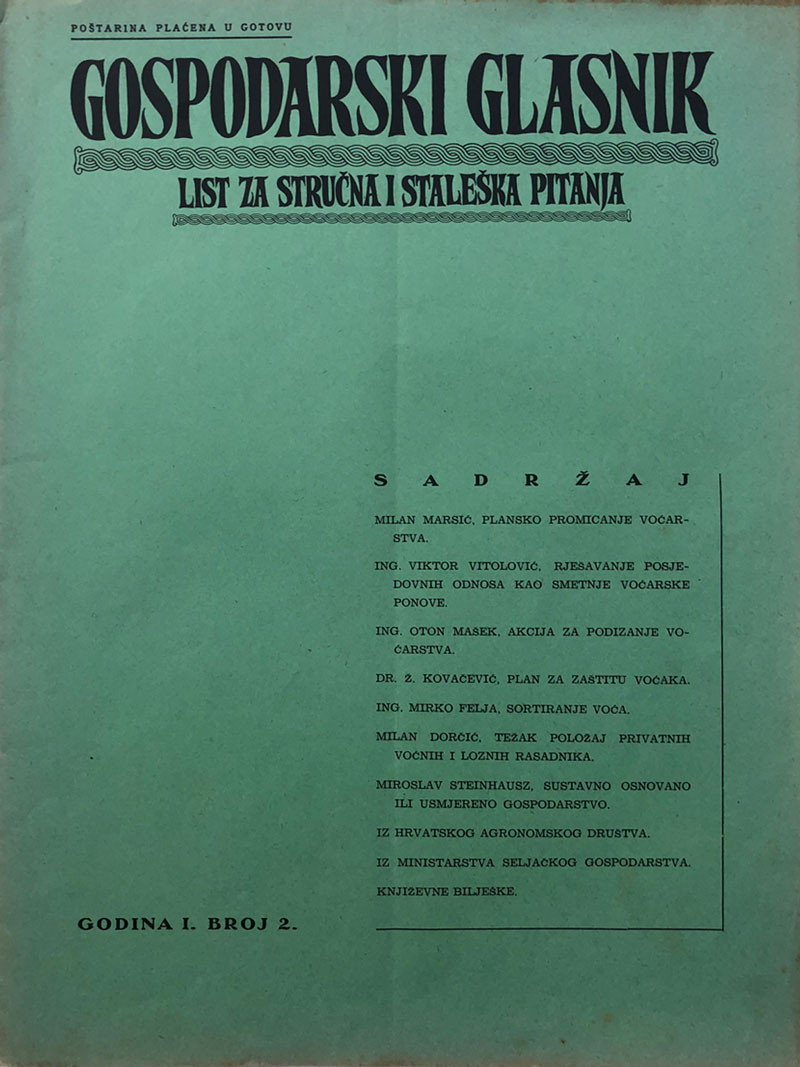 POŠTARINA PLAĆENA U GOTOVU
GOSPODARSKI GLASNIK
LIST ZA STRUČNA I STALEŠKA PITANJA
SADRŽAJ
MILAN MARSIĆ, PLANSKO PROMICANJE VOĆAR-
STVA.
ING. VIKTOR VITOLOVIĆ, RJEŠAVANJE POSJE-
DOVNIH ODNOSA KAO SMETNJE VOĆARSKE
PONOVE.
ING. OTON MAŠEK, AKCIJA ZA PODIZANJE VO-
ĆARSTVA.
DR. Ž. KOVAČEVIĆ, PLAN ZA ZAŠTITU VOĆAKA.
ING. MIRKO FELJA, SORTIRANJE VOĆA.
MILAN DORČIĆ, TEŽAK POLOŽAJ PRIVATNIH
VOĆNIH I LOZNIH RASADNIKA.
MIROSLAV STEINHAUSZ, SUSTAVNO OSNOVANO
ILI USMJERENO GOSPODARSTVO.
IZ HRVATSKOG AGRONOMSKOG DRUŠTVA.
IZ MINISTARSTVA SELJAČKOG GOSPODARSTVA.
KNJIŽEVNE BILJEŠKE.
GODINA I. BROJ 2.